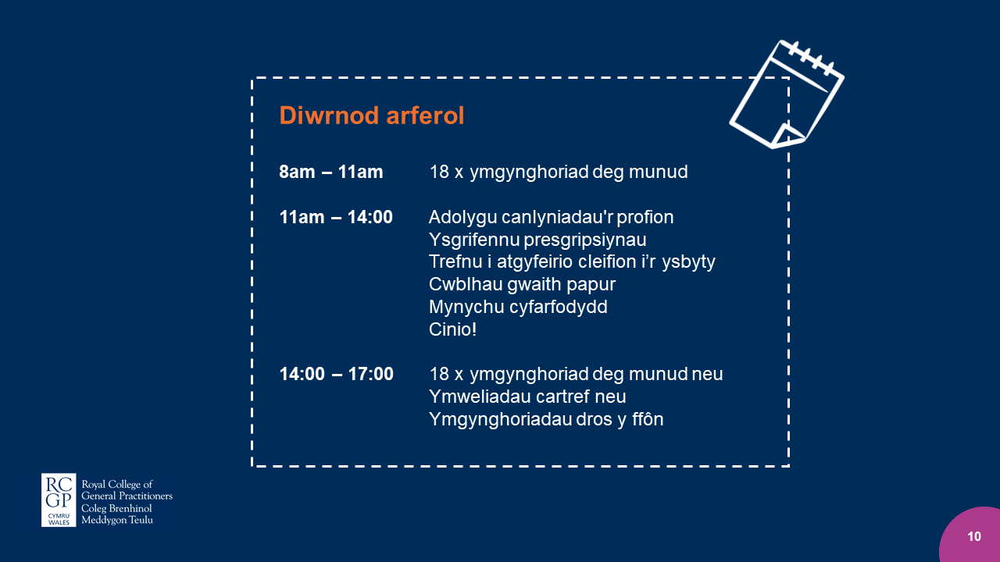 Diwrnod arferol
8am – 11am 18 x ymgynghoriad deg munud
11am – 14:00 Adolygu canlyniadau'r profion
Ysgrifennu presgripsiynau
Trefnu i atgyfeirio cleifion i’r ysbyty
Cwblhau gwaith papur
Mynychu cyfarfodydd
Cinio!
14:00 – 17:00 18 x ymgynghoriad deg munud neu
Ymweliadau cartref neu
Ymgynghoriadau dros y ffôn
RC
GP
CYMRU
WALES
Royal College of
General Practitioners
Coleg Brenhinol
Meddygon Teulu
10